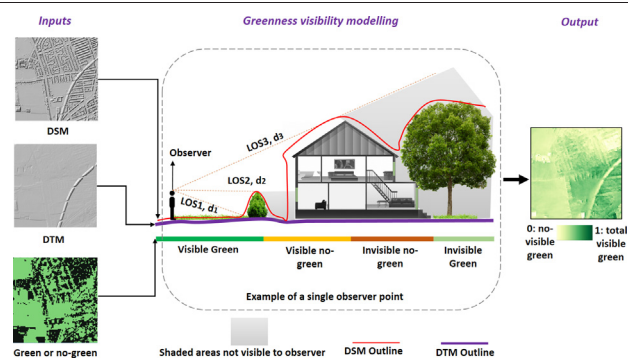 Inputs
Greenness visibility modelling
Output
DSM
DTM
Green or no-green
Observer
LOS3, d₃
LOS2, d₂
LOS1, d₁
Visible Green
Visible no-green
Invisible no-green
Invisible Green
Example of a single observer point
0: no-visible green
1: total visible green
Shaded areas not visible to observer
DSM Outline
DTM Outline